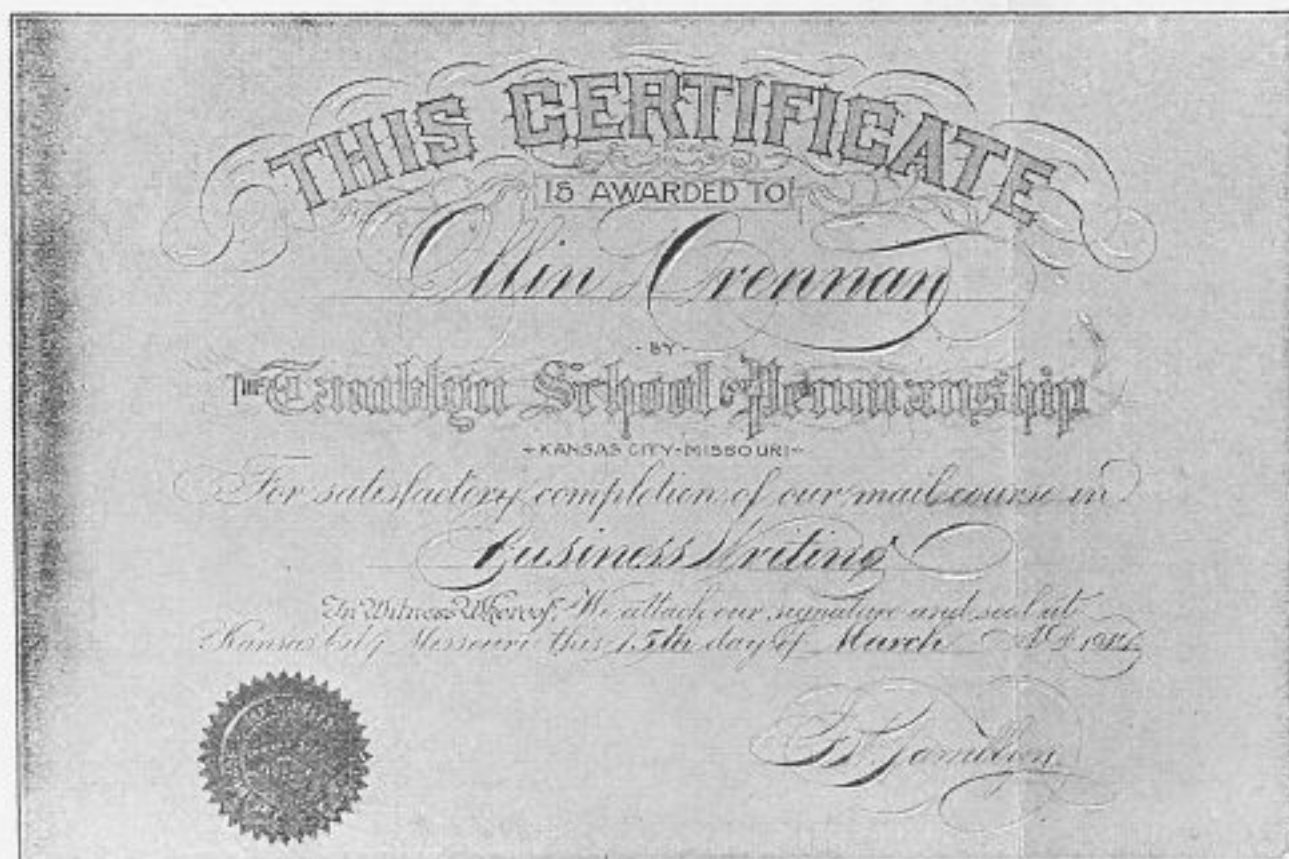 THIS CERTIFICATE
IS AWARDED TO
Ollin
-BY-
THE Tamblyn School of Penmanship
KANSAS CITY-MISSOURI
For satisfactory completion of our mail course in
Business Writing
In Witness Whereof, We attach our signature and seal at
Kansas City Missouri this 15th day of March A.D.
F. W. Tamblyn